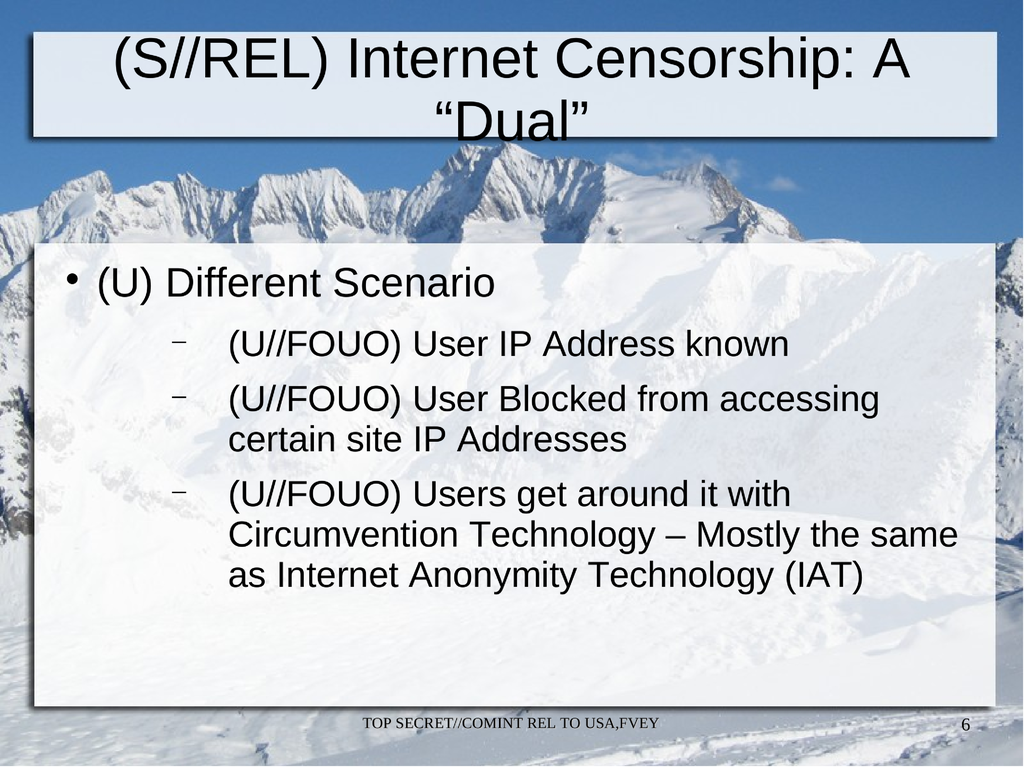 (S//REL) Internet Censorship: A
“Dual”
• (U) Different Scenario
– (U//FOUO) User IP Address known
– (U//FOUO) User Blocked from accessing
certain site IP Addresses
– (U//FOUO) Users get around it with
Circumvention Technology – Mostly the same
as Internet Anonymity Technology (IAT)
TOP SECRET//COMINT REL TO USA,FVEY
6